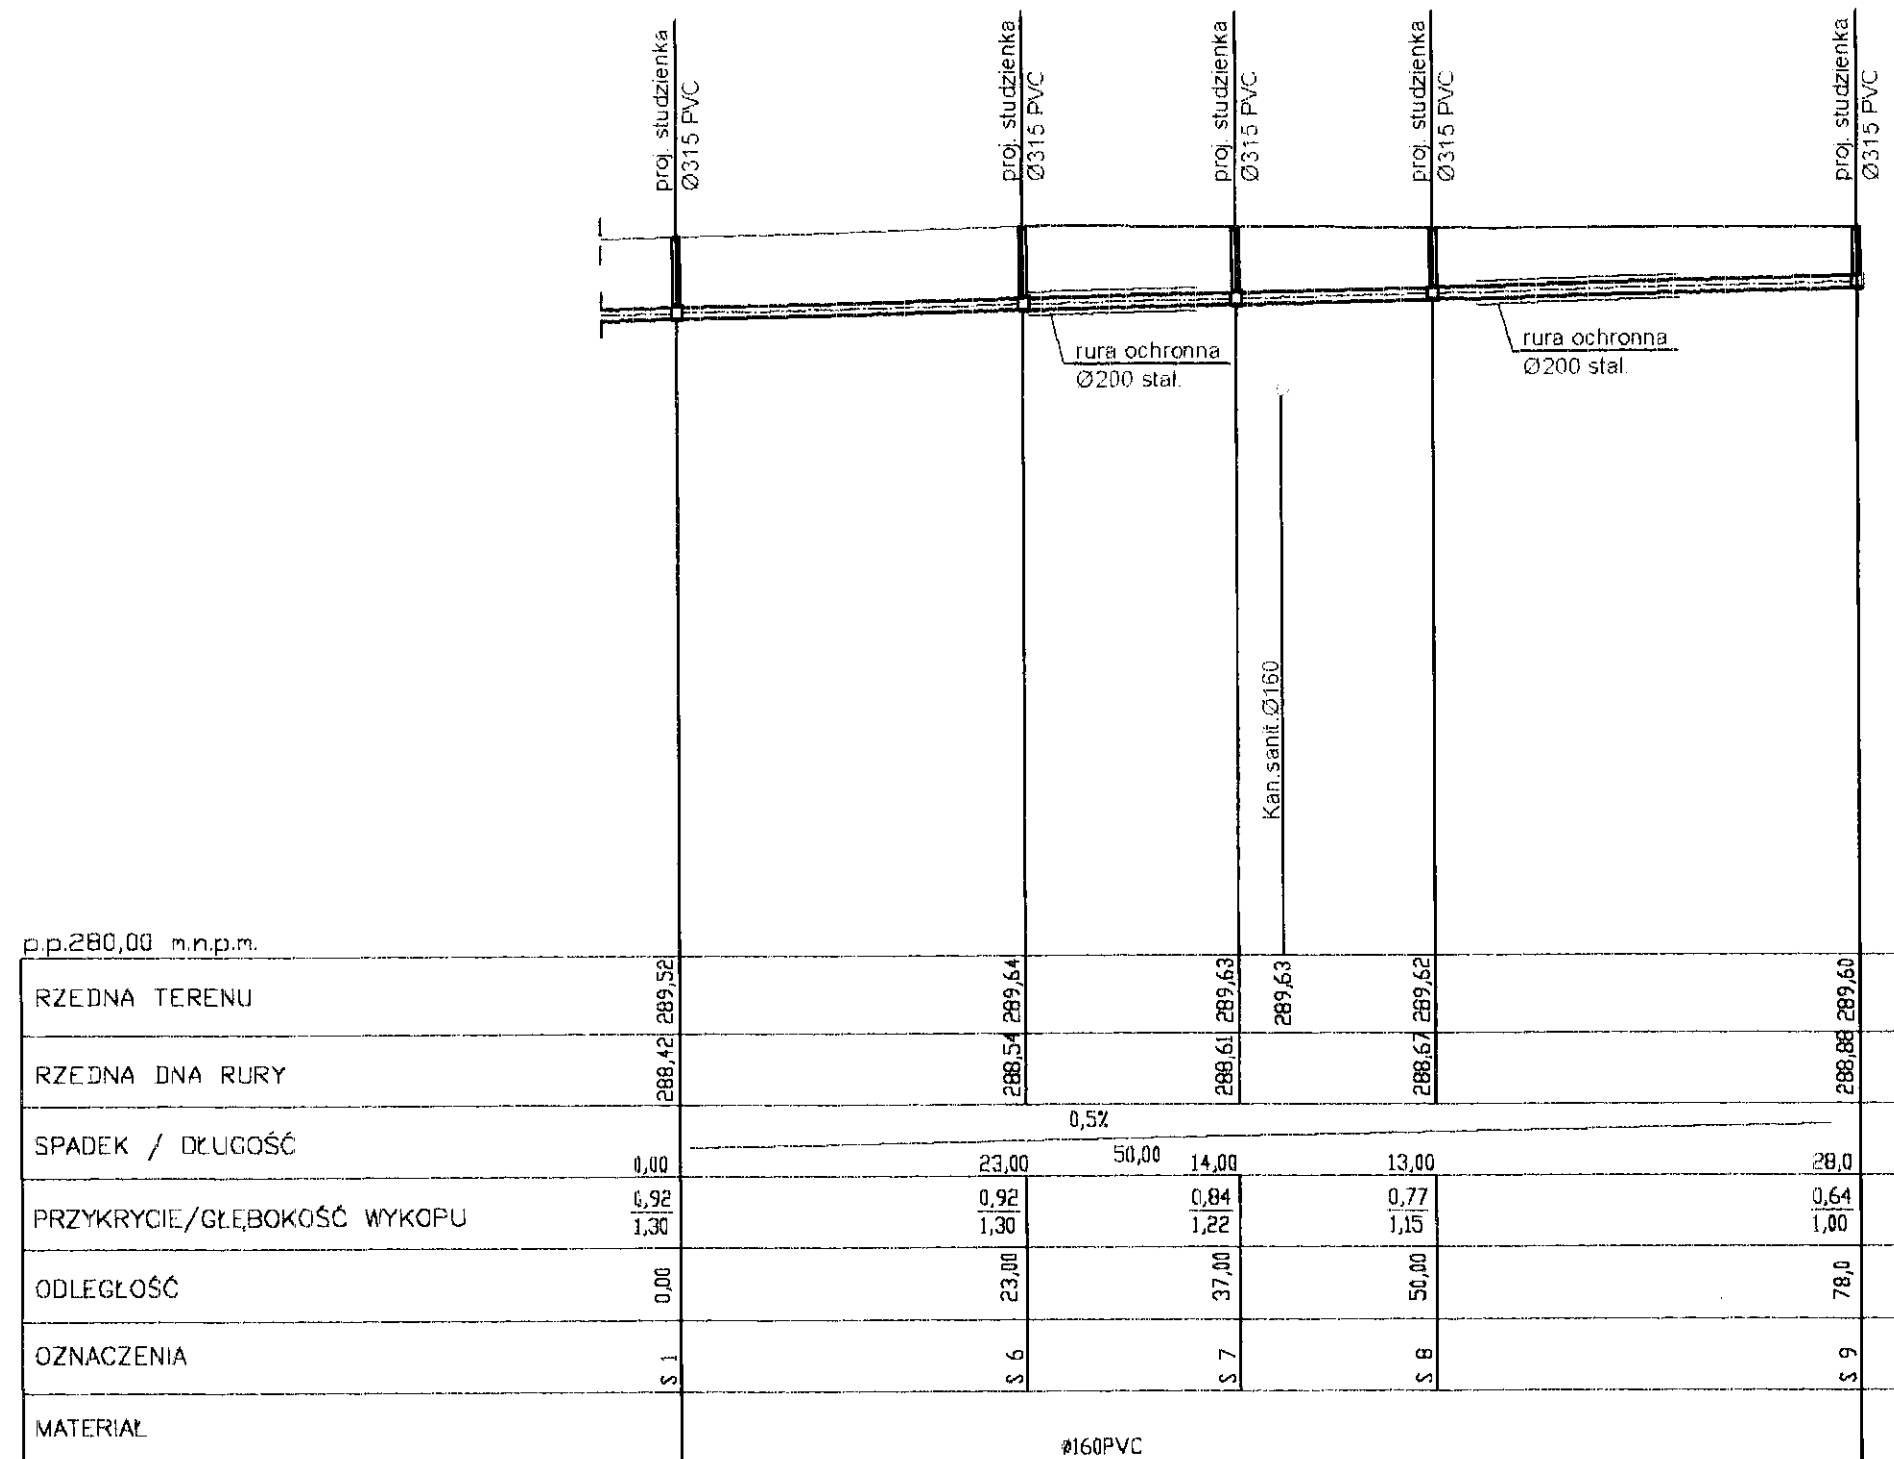 proj. studzienka
Ø315 PVC
proj. studzienka
Ø315 PVC
proj. studzienka
Ø315 PVC
proj. studzienka
Ø315 PVC
proj. studzienka
Ø315 PVC
rura ochronna
Ø200 stal.
rura ochronna
Ø200 stal.
Kan.sanit.Ø160
p.p.280,00 m.n.p.m.
RZEDNA TERENU 289,52 289,64 289,63 289,63 289,62 289,60
RZEDNA DNA RURY 288,42 288,54 288,61 288,67 288,88
0,5%
SPADEK / DŁUGOŚĆ 0,00 23,00 50,00 14,00 13,00 28,0
PRZYKRYCIE/GŁĘBOKOŚĆ WYKOPU
0,92 0,92 0,84 0,77 0,64
1,30 1,30 1,22 1,15 1,00
ODLEGŁOŚĆ 0,00 23,00 37,00 50,00 78,0
OZNACZENIA S 1 S 6 S 7 S 8 S 9
MATERIAŁ
ø160PVC